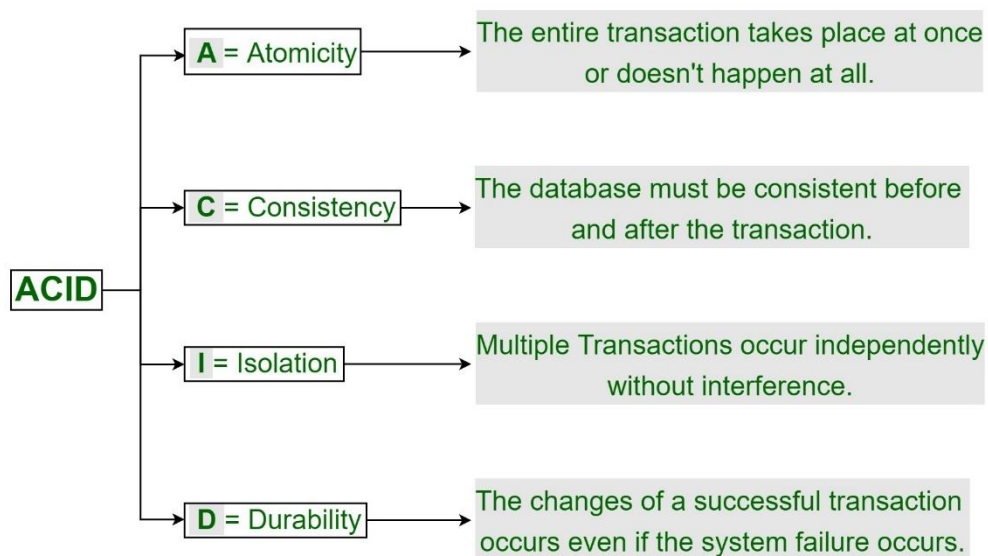 A = Atomicity
The entire transaction takes place at once
or doesn't happen at all.
C = Consistency
The database must be consistent before
and after the transaction.
ACID
I = Isolation
Multiple Transactions occur independently
without interference.
D = Durability
The changes of a successful transaction
occurs even if the system failure occurs.